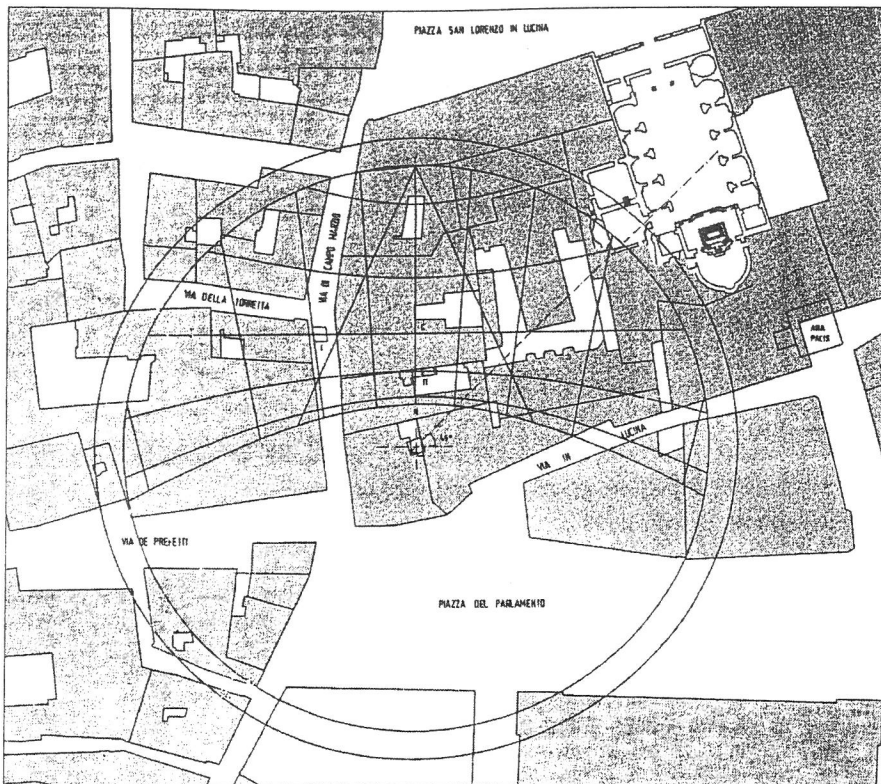 PIAZZA SAN LORENZO IN LUCINA
VIA DI CAMPO MARZIO
VIA DELLA TORRETTA
ARA
PACIS
VIA IN LUCINA
VIA DE PREFETTI
PIAZZA DEL PARLAMENTO